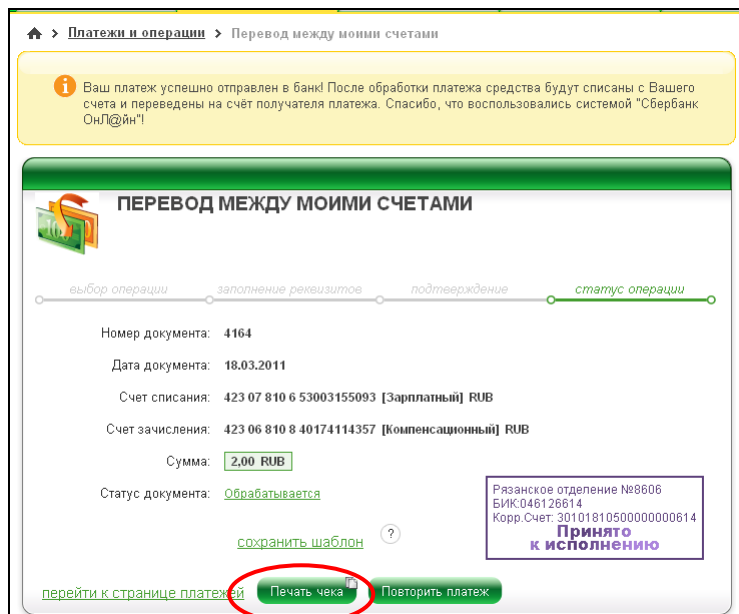 > Платежи и операции > Перевод между моими счетами
i
Ваш платеж успешно отправлен в банк! После обработки платежа средства будут списаны с Вашего
счета и переведены на счёт получателя платежа. Спасибо, что воспользовались системой "Сбербанк
ОнЛ@йн"!
ПЕРЕВОД МЕЖДУ МОИМИ СЧЕТАМИ
выбор операции заполнение реквизитов подтверждение статус операции
Номер документа: 4164
Дата документа: 18.03.2011
Счет списания: 423 07 810 6 53003155093 [Зарплатный] RUB
Счет зачисления: 423 06 810 8 40174114357 [Компенсационный] RUB
Сумма: 2,00 RUB
Статус документа: Обрабатывается
Рязанское отделение №8606
БИК:046126614
Корр.Счет: 30101810500000000614
Принято
к исполнению
сохранить шаблон ?
перейти к странице платежей Печать чека Повторить платеж